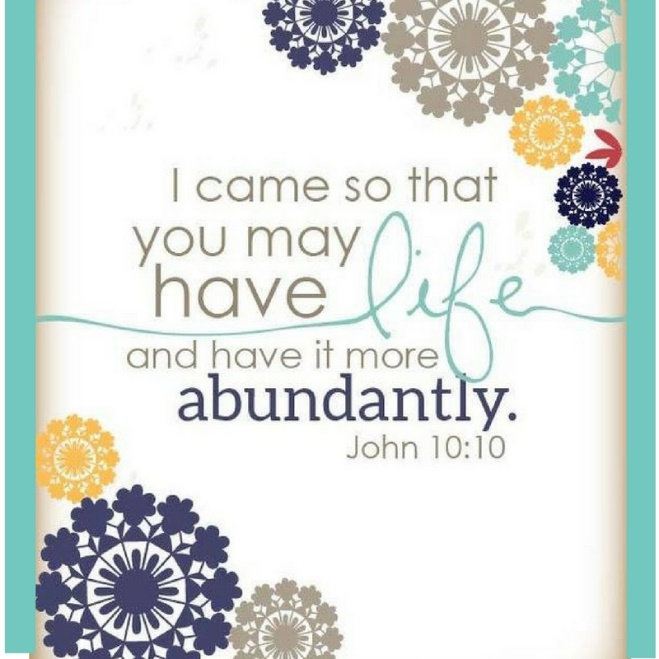 I came so that
you may life
have
and have it more
abundantly.
John 10:10